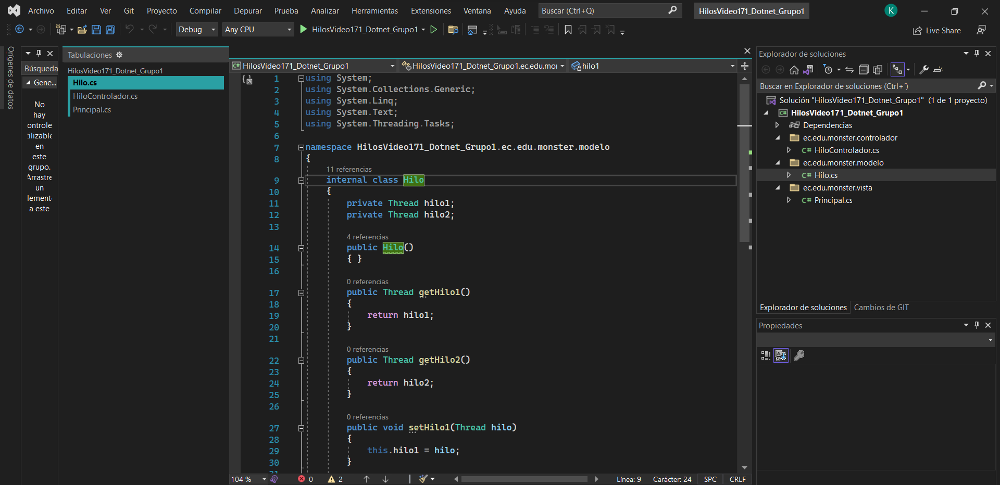 Archivo Editar Ver Git Proyecto Compilar Depurar Prueba Analizar Herramientas Extensiones Ventana Ayuda Buscar (Ctrl+Q) HilosVideo171_Dotnet_Grupo1 K
Debug Any CPU HilosVideo171_Dotnet_Grupo1 Live Share
Orígenes de datos
Búsqueda
Gene...
No
hay
ontrole
tilizable
en
este
grupo.
Arrastre
un
lement
a este
Tabulaciones
HilosVideo171_Dotnet_Grupo1
Hilo.cs
HiloControlador.cs
Principal.cs
HilosVideo171_Dotnet_Grupo1 HilosVideo171_Dotnet_Grupo1.ec.edu.mo hilo1
1 using System;
2 using System.Collections.Generic;
3 using System.Linq;
4 using System.Text;
5 using System.Threading.Tasks;
6
7 namespace HilosVideo171_Dotnet_Grupo1.ec.edu.monster.modelo
8 {
11 referencias
9 internal class Hilo
10 {
11 private Thread hilo1;
12 private Thread hilo2;
13
4 referencias
14 public Hilo()
15 { }
16
0 referencias
17 public Thread getHilo1()
18 {
19 return hilo1;
20 }
21
0 referencias
22 public Thread getHilo2()
23 {
24 return hilo2;
25 }
26
0 referencias
27 public void setHilo1(Thread hilo)
28 {
29 this.hilo1 = hilo;
30 }
31
104 % 0 2 Línea: 9 Carácter: 24 SPC CRLF
Explorador de soluciones
Buscar en Explorador de soluciones (Ctrl+´)
Solución "HilosVideo171_Dotnet_Grupo1" (1 de 1 proyecto)
HilosVideo171_Dotnet_Grupo1
Dependencias
ec.edu.monster.controlador
C# HiloControlador.cs
ec.edu.monster.modelo
C# Hilo.cs
ec.edu.monster.vista
C# Principal.cs
Explorador de soluciones Cambios de GIT
Propiedades